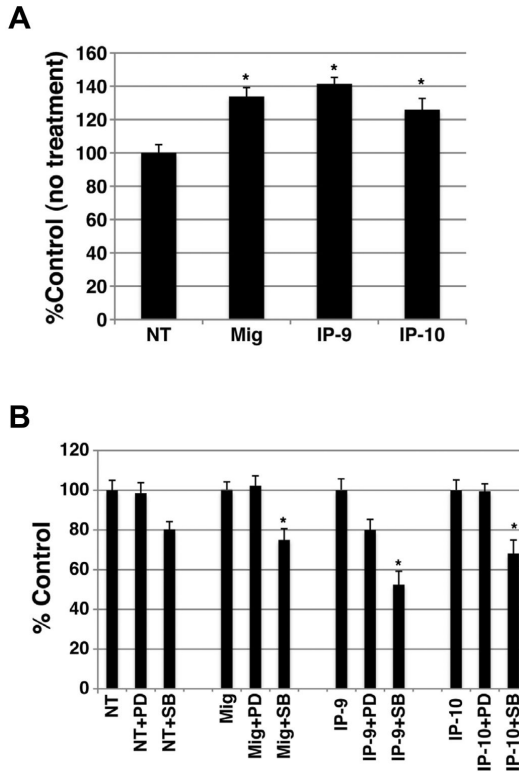 A
%Control (no treatment)
160
140
120
100
80
60
40
20
0
*
*
*
NT Mig IP-9 IP-10
B
% Control
120
100
80
60
40
20
0
*
*
*
NT
NT+PD
NT+SB
Mig
Mig+PD
Mig+SB
IP-9
IP-9+PD
IP-9+SB
IP-10
IP-10+PD
IP-10+SB